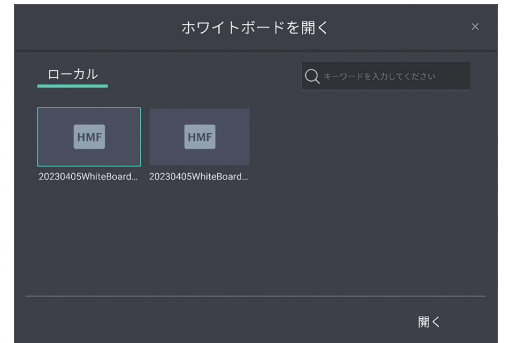 ホワイトボードを開く
ローカル
キーワードを入力してください
HMF
HMF
20230405WhiteBoard...
20230405WhiteBoard...
開く